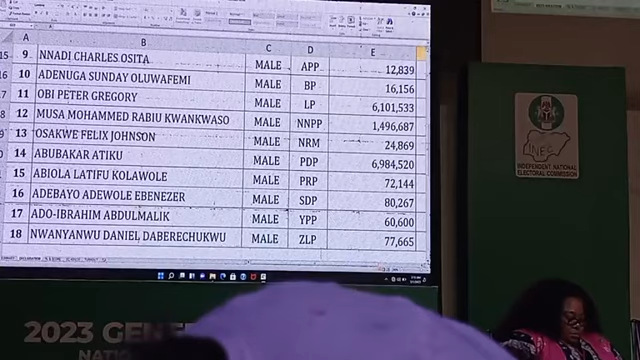 A B C D E
9 NNADI CHARLES OSITA MALE APP 12,839
10 ADENUGA SUNDAY OLUWAFEMI MALE BP 16,156
11 OBI PETER GREGORY MALE LP 6,101,533
12 MUSA MOHAMMED RABIU KWANKWASO MALE NNPP 1,496,687
13 OSAKWE FELIX JOHNSON MALE NRM 24,869
14 ABUBAKAR ATIKU MALE PDP 6,984,520
15 ABIOLA LATIFU KOLAWOLE MALE PRP 72,144
16 ADEBAYO ADEWOLE EBENEZER MALE SDP 80,267
17 ADO-IBRAHIM ABDULMALIK MALE YPP 60,600
18 NWANYANWU DANIEL DABERECHUKWU MALE ZLP 77,665
INEC
INDEPENDENT NATIONAL
ELECTORAL COMMISSION
2023 GENE
NATIO